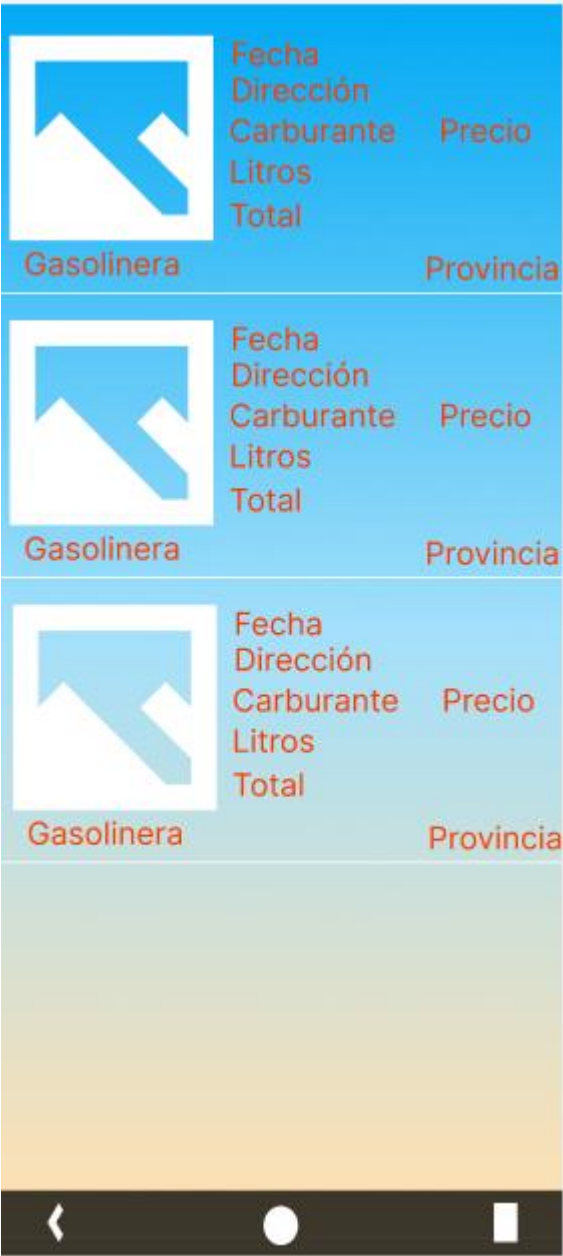 Fecha
Dirección
Carburante Precio
Litros
Total
Gasolinera Provincia
Fecha
Dirección
Carburante Precio
Litros
Total
Gasolinera Provincia
Fecha
Dirección
Carburante Precio
Litros
Total
Gasolinera Provincia